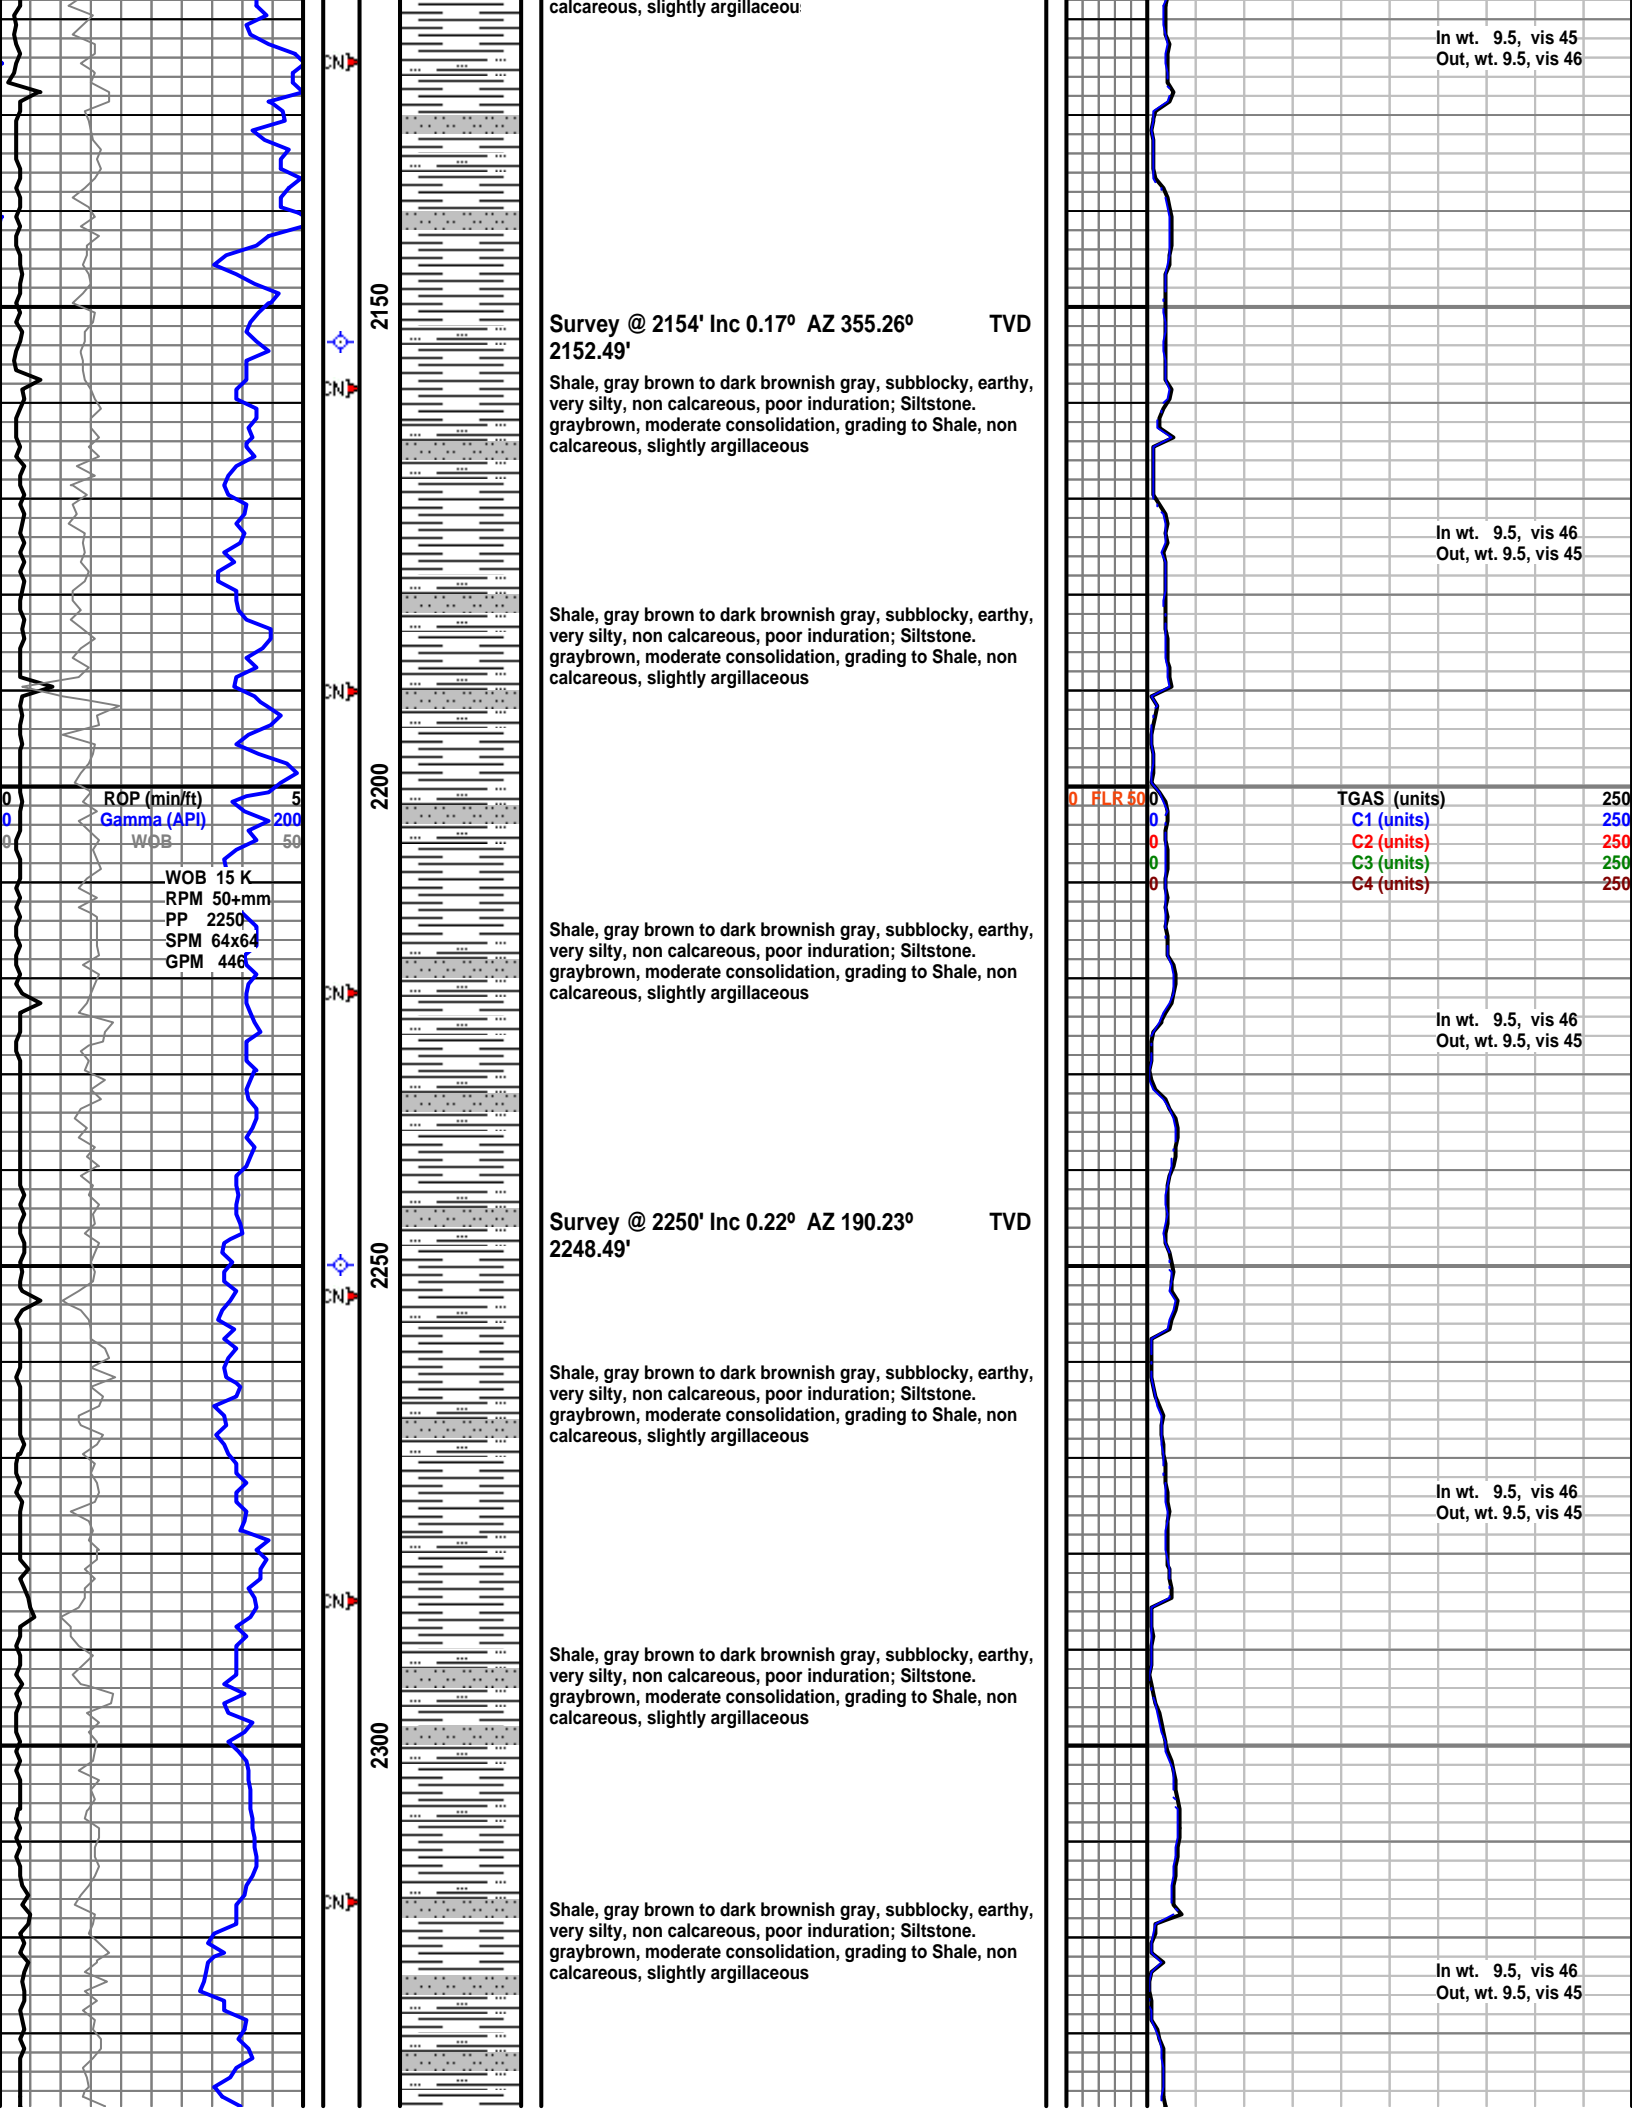 calcareous, slightly argillaceou
In wt. 9.5, vis 45
Out, wt. 9.5, vis 46
CN
2150
Survey @ 2154' Inc 0.17º AZ 355.26º TVD
2152.49'
CN
Shale, gray brown to dark brownish gray, subblocky, earthy,
very silty, non calcareous, poor induration; Siltstone.
graybrown, moderate consolidation, grading to Shale, non
calcareous, slightly argillaceous
In wt. 9.5, vis 46
Out, wt. 9.5, vis 45
Shale, gray brown to dark brownish gray, subblocky, earthy,
very silty, non calcareous, poor induration; Siltstone.
graybrown, moderate consolidation, grading to Shale, non
calcareous, slightly argillaceous
CN
2200
0 ROP (min/ft) 5
0 Gamma (API) 200
0 WOB 50
0 FLR 50
0 TGAS (units) 250
0 C1 (units) 250
0 C2 (units) 250
0 C3 (units) 250
0 C4 (units) 250
WOB 15 K
RPM 50+mm
PP 2250
SPM 64x64
GPM 446
Shale, gray brown to dark brownish gray, subblocky, earthy,
very silty, non calcareous, poor induration; Siltstone.
graybrown, moderate consolidation, grading to Shale, non
calcareous, slightly argillaceous
CN
In wt. 9.5, vis 46
Out, wt. 9.5, vis 45
Survey @ 2250' Inc 0.22º AZ 190.23º TVD
2248.49'
2250
CN
Shale, gray brown to dark brownish gray, subblocky, earthy,
very silty, non calcareous, poor induration; Siltstone.
graybrown, moderate consolidation, grading to Shale, non
calcareous, slightly argillaceous
In wt. 9.5, vis 46
Out, wt. 9.5, vis 45
CN
Shale, gray brown to dark brownish gray, subblocky, earthy,
very silty, non calcareous, poor induration; Siltstone.
graybrown, moderate consolidation, grading to Shale, non
calcareous, slightly argillaceous
2300
CN
Shale, gray brown to dark brownish gray, subblocky, earthy,
very silty, non calcareous, poor induration; Siltstone.
graybrown, moderate consolidation, grading to Shale, non
calcareous, slightly argillaceous
In wt. 9.5, vis 46
Out, wt. 9.5, vis 45